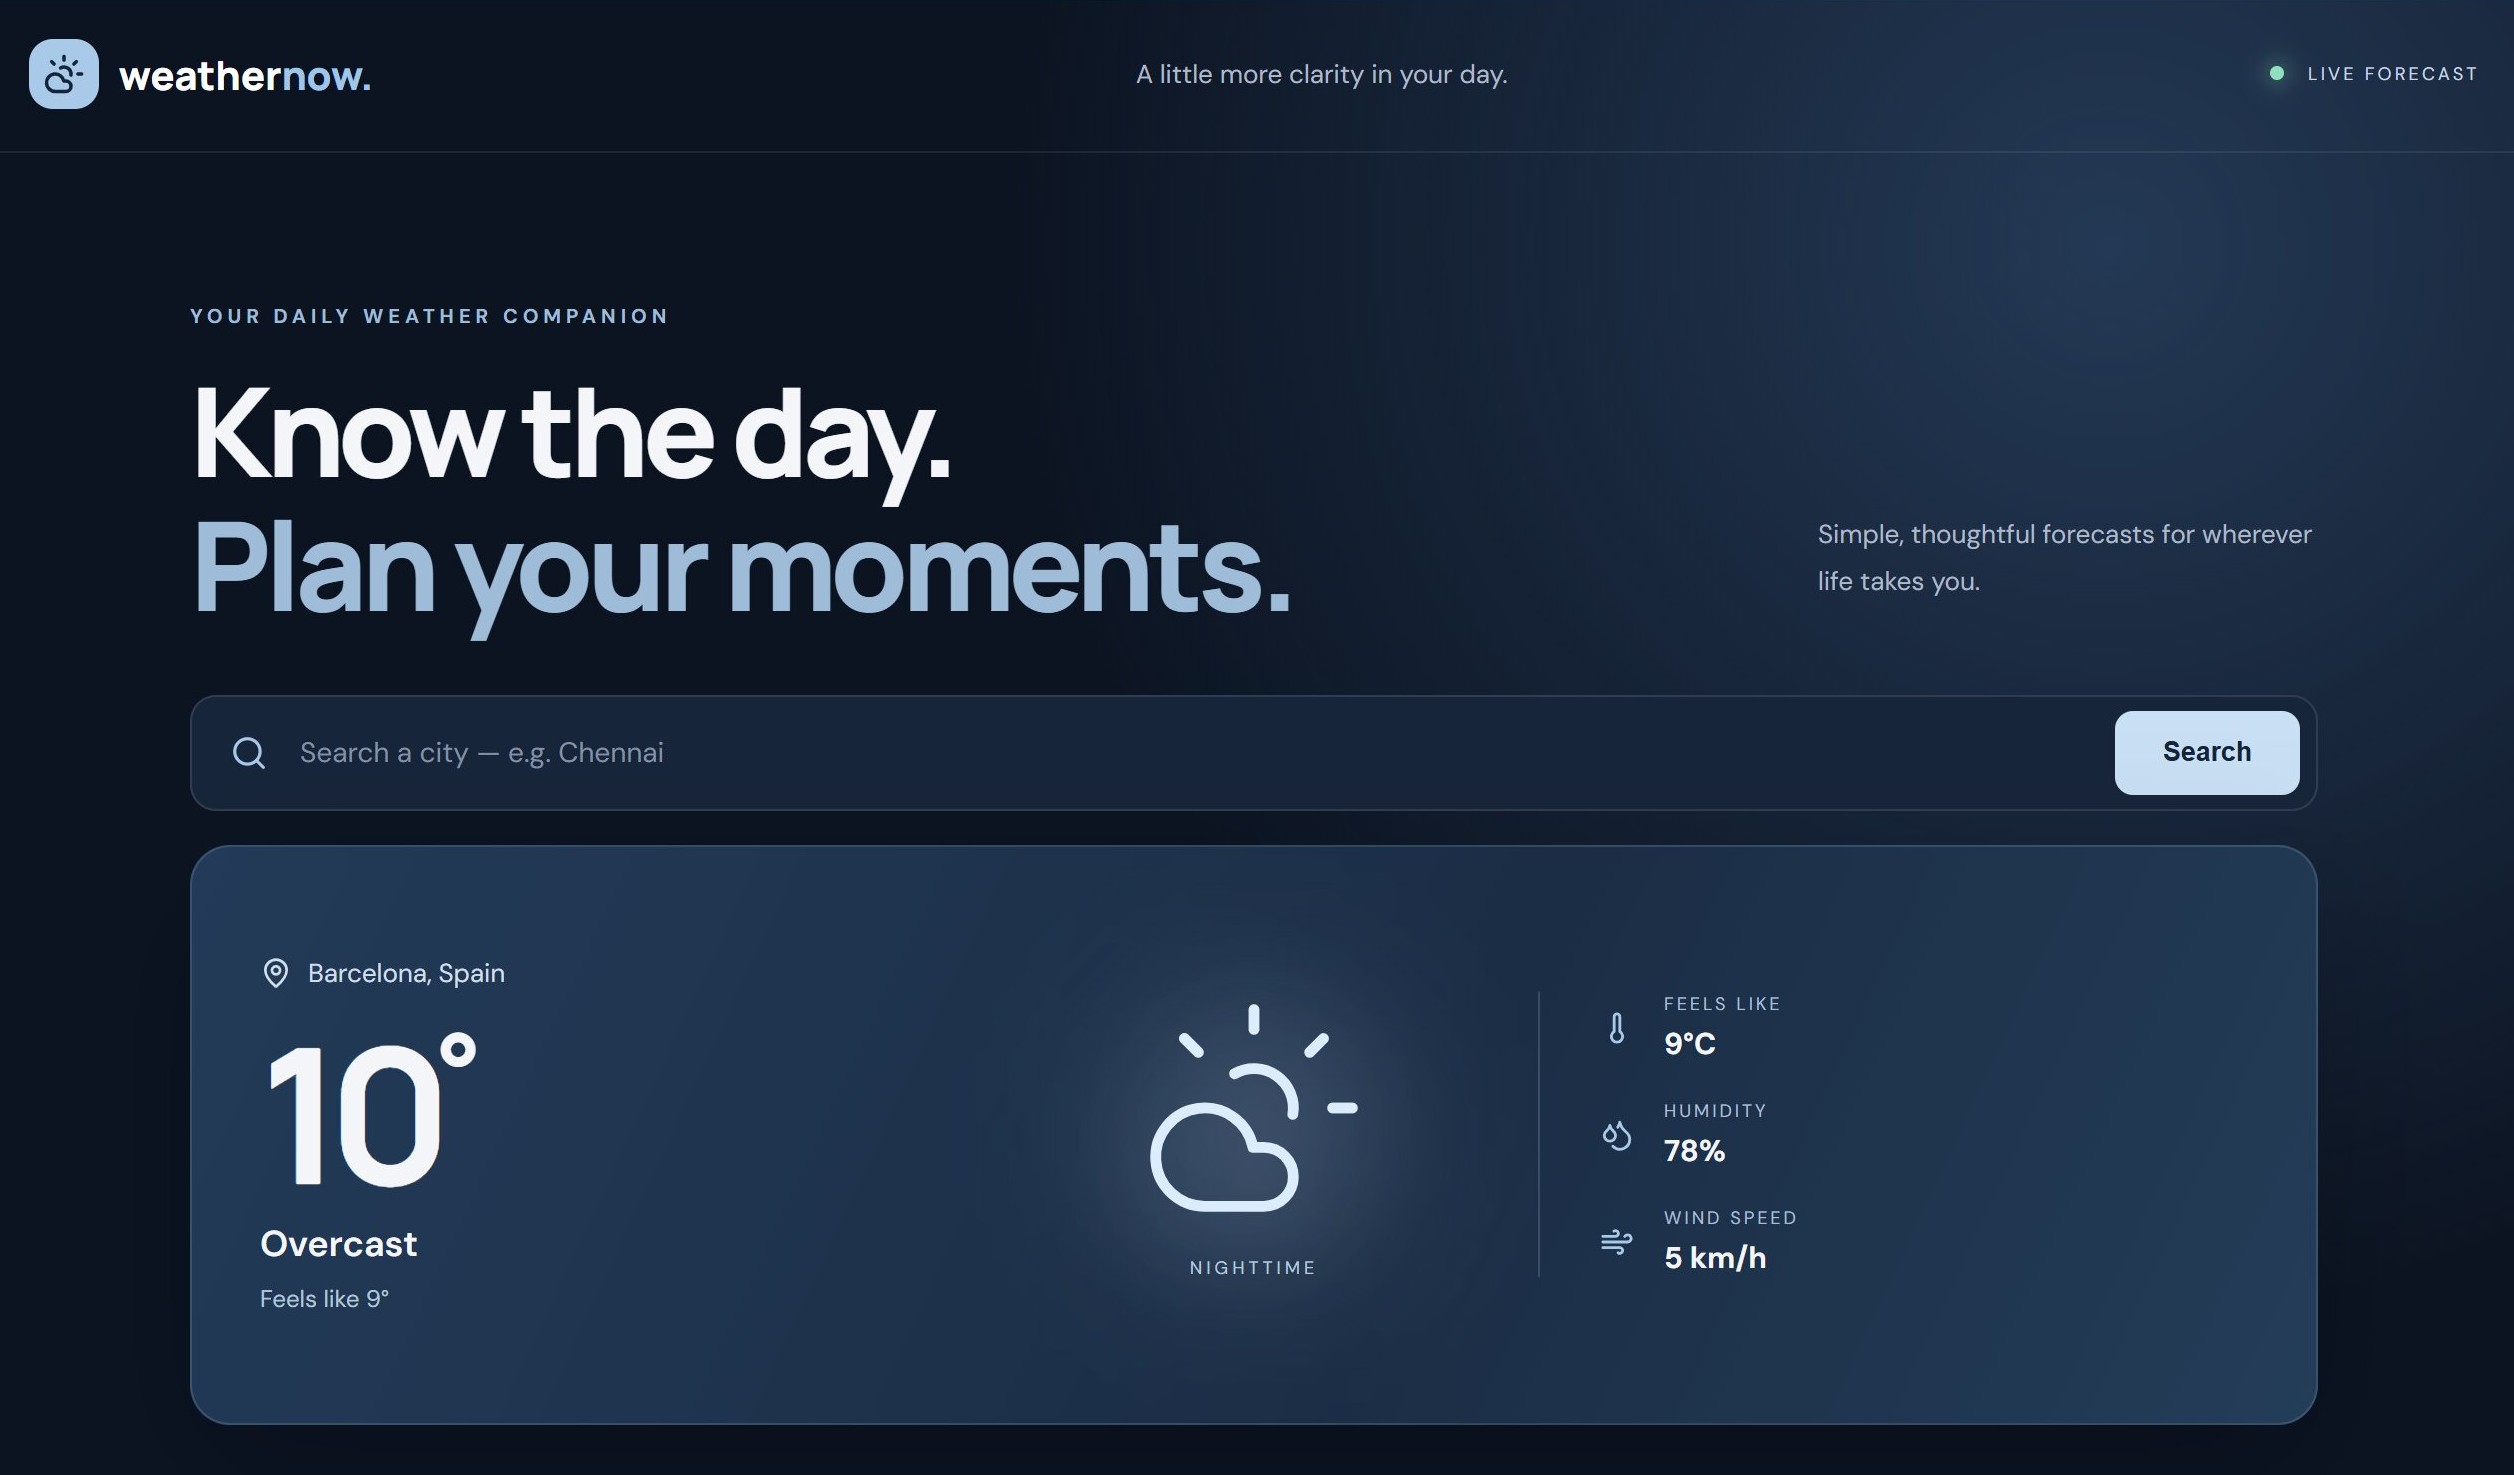 weathernow.
A little more clarity in your day.
LIVE FORECAST
YOUR DAILY WEATHER COMPANION
Know the day.
Plan your moments.
Simple, thoughtful forecasts for wherever
life takes you.
Search a city — e.g. Chennai
Search
Barcelona, Spain
10°
Overcast
Feels like 9°
NIGHTTIME
FEELS LIKE
9°C
HUMIDITY
78%
WIND SPEED
5 km/h